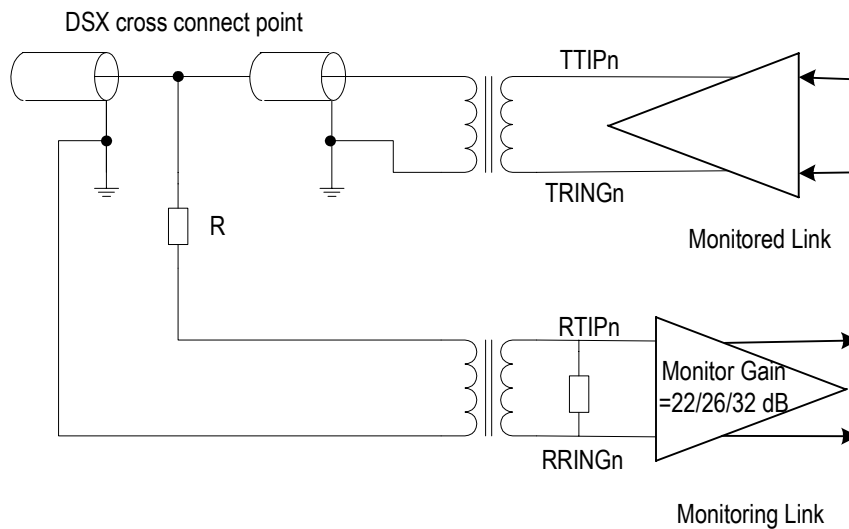 DSX cross connect point
TTIPn
TRINGn
R
Monitored Link
RTIPn
Monitor Gain
=22/26/32 dB
RRINGn
Monitoring Link